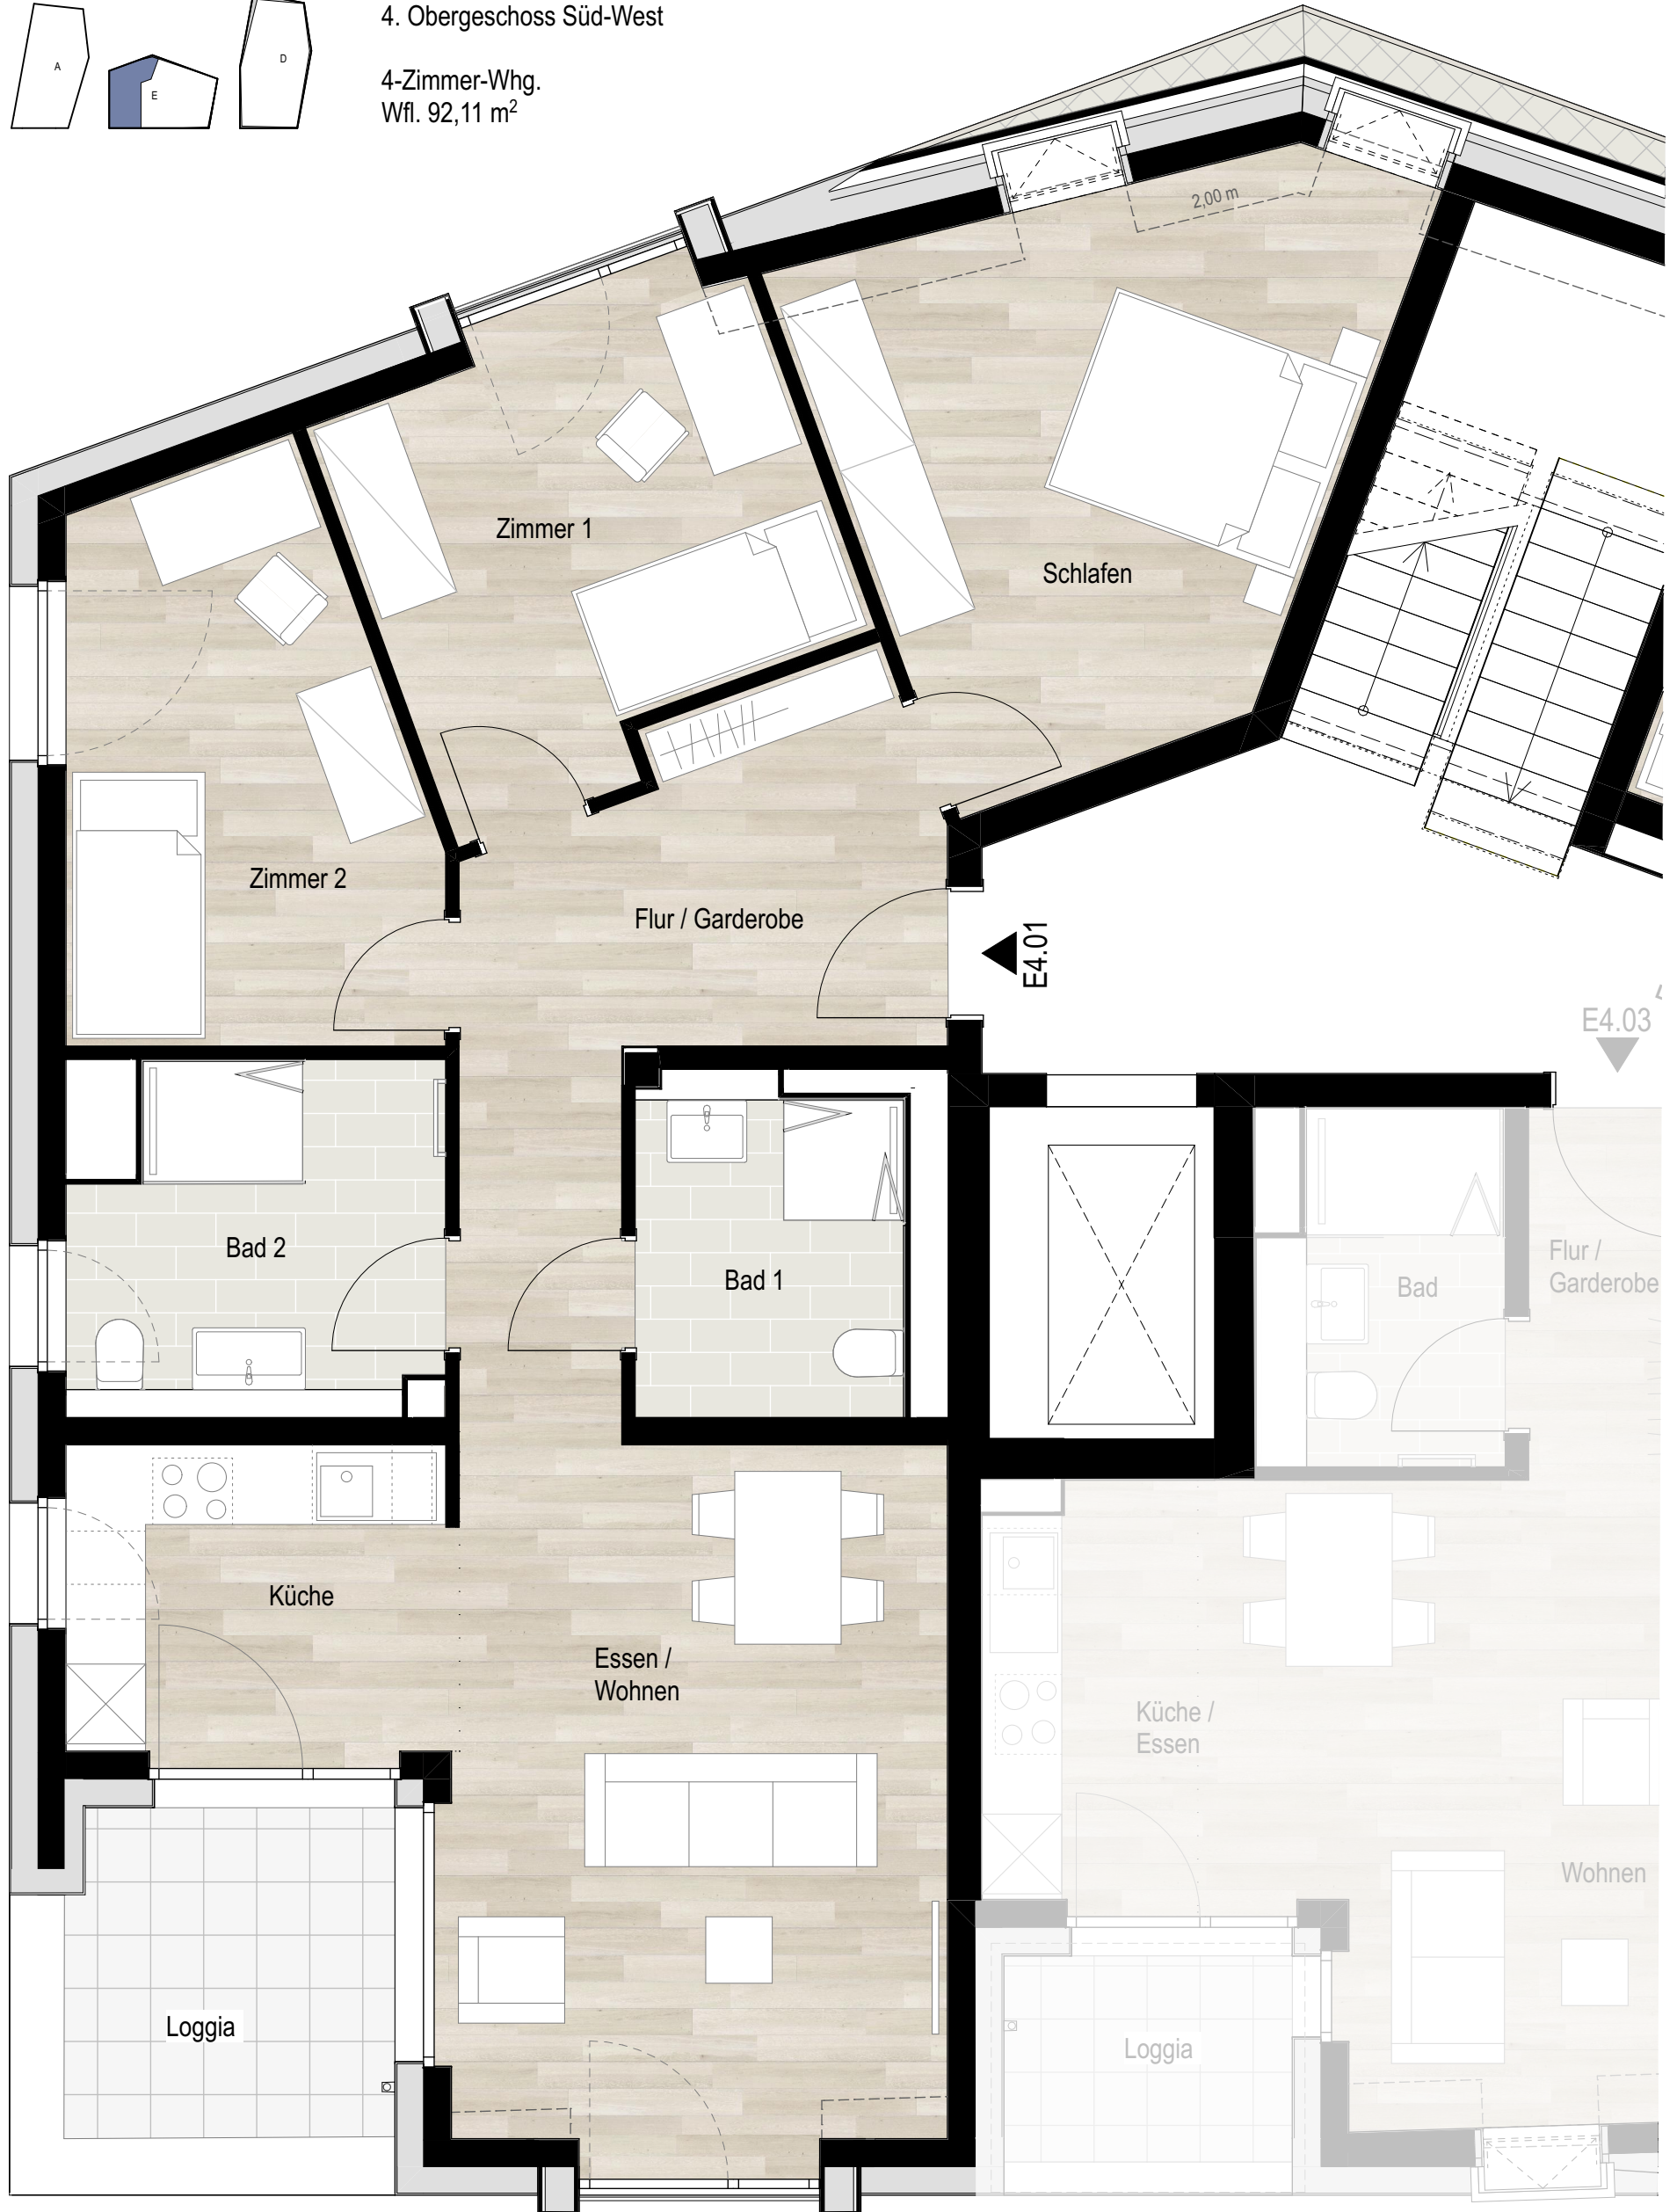 A
E
D
4. Obergeschoss Süd-West
4-Zimmer-Whg.
Wfl. 92,11 m²
2,00 m
Zimmer 1
Schlafen
Zimmer 2
Flur / Garderobe
E4.01
E4.03
Bad 2
Bad 1
Bad
Flur /
Garderobe
Küche
Essen /
Wohnen
Küche /
Essen
Wohnen
Loggia
Loggia